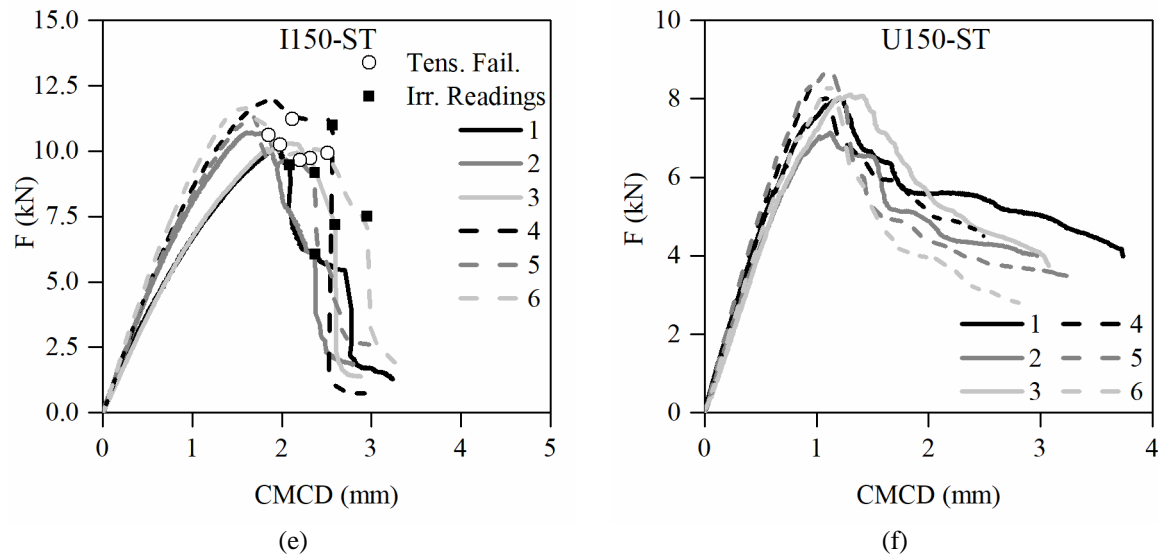 I150-ST
Tens. Fail.
Irr. Readings
1
2
3
4
5
6
15.0
12.5
10.0
7.5
5.0
2.5
0.0
F (kN)
0 1 2 3 4 5
CMCD (mm)
(e)
U150-ST
10
8
6
4
2
0
F (kN)
1 4
2 5
3 6
0 1 2 3 4
CMCD (mm)
(f)